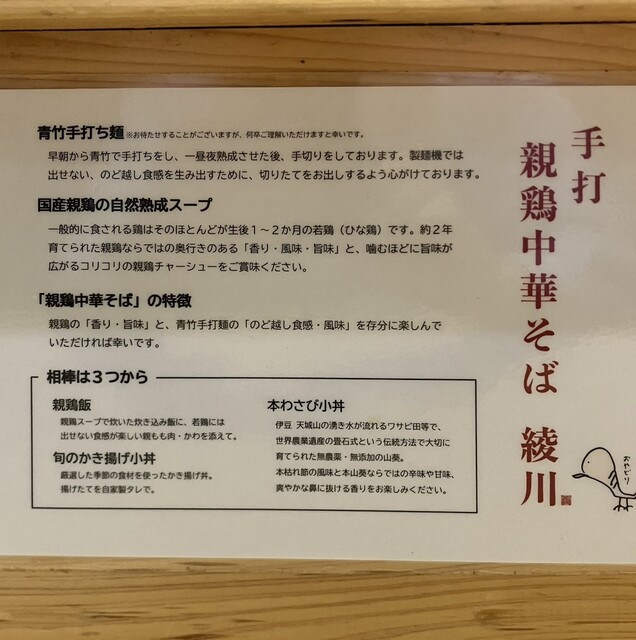 手打
親鶏中華そば 綾川
青竹手打ち麺 ※お待たせすることがございますが、何卒ご理解いただけますと幸いです。
早朝から青竹で手打ちをし、一昼夜熟成させた後、手切りをしております。製麺機では
出せない、のど越し食感を生み出すために、切りたてをお出しするよう心がけております。
国産親鶏の自然熟成スープ
一般的に食される鶏はそのほとんどが生後1～2か月の若鶏（ひな鶏）です。約2年
育てられた親鶏ならではの奥行きのある「香り・風味・旨味」と、噛むほどに旨味が
広がるコリコリの親鶏チャーシューをご賞味ください。
「親鶏中華そば」の特徴
親鶏の「香り・旨味」と、青竹手打麺の「のど越し食感・風味」を存分に楽しんで
いただければ幸いです。
相棒は3つから
親鶏飯
親鶏スープで炊いた炊き込み飯に、若鶏には
出せない食感が楽しい親もも肉・かわを添えて。
旬のかき揚げ小丼
厳選した季節の食材を使ったかき揚げ丼。
揚げたてを自家製タレで。
本わさび小丼
伊豆 天城山の湧き水が流れるワサビ田等で、
世界農業遺産の畳石式という伝統方法で大切に
育てられた無農薬・無添加の山葵。
本枯れ節の風味と本山葵ならではの辛味や甘味、
爽やかな鼻に抜ける香りをお楽しみください。
おやどり